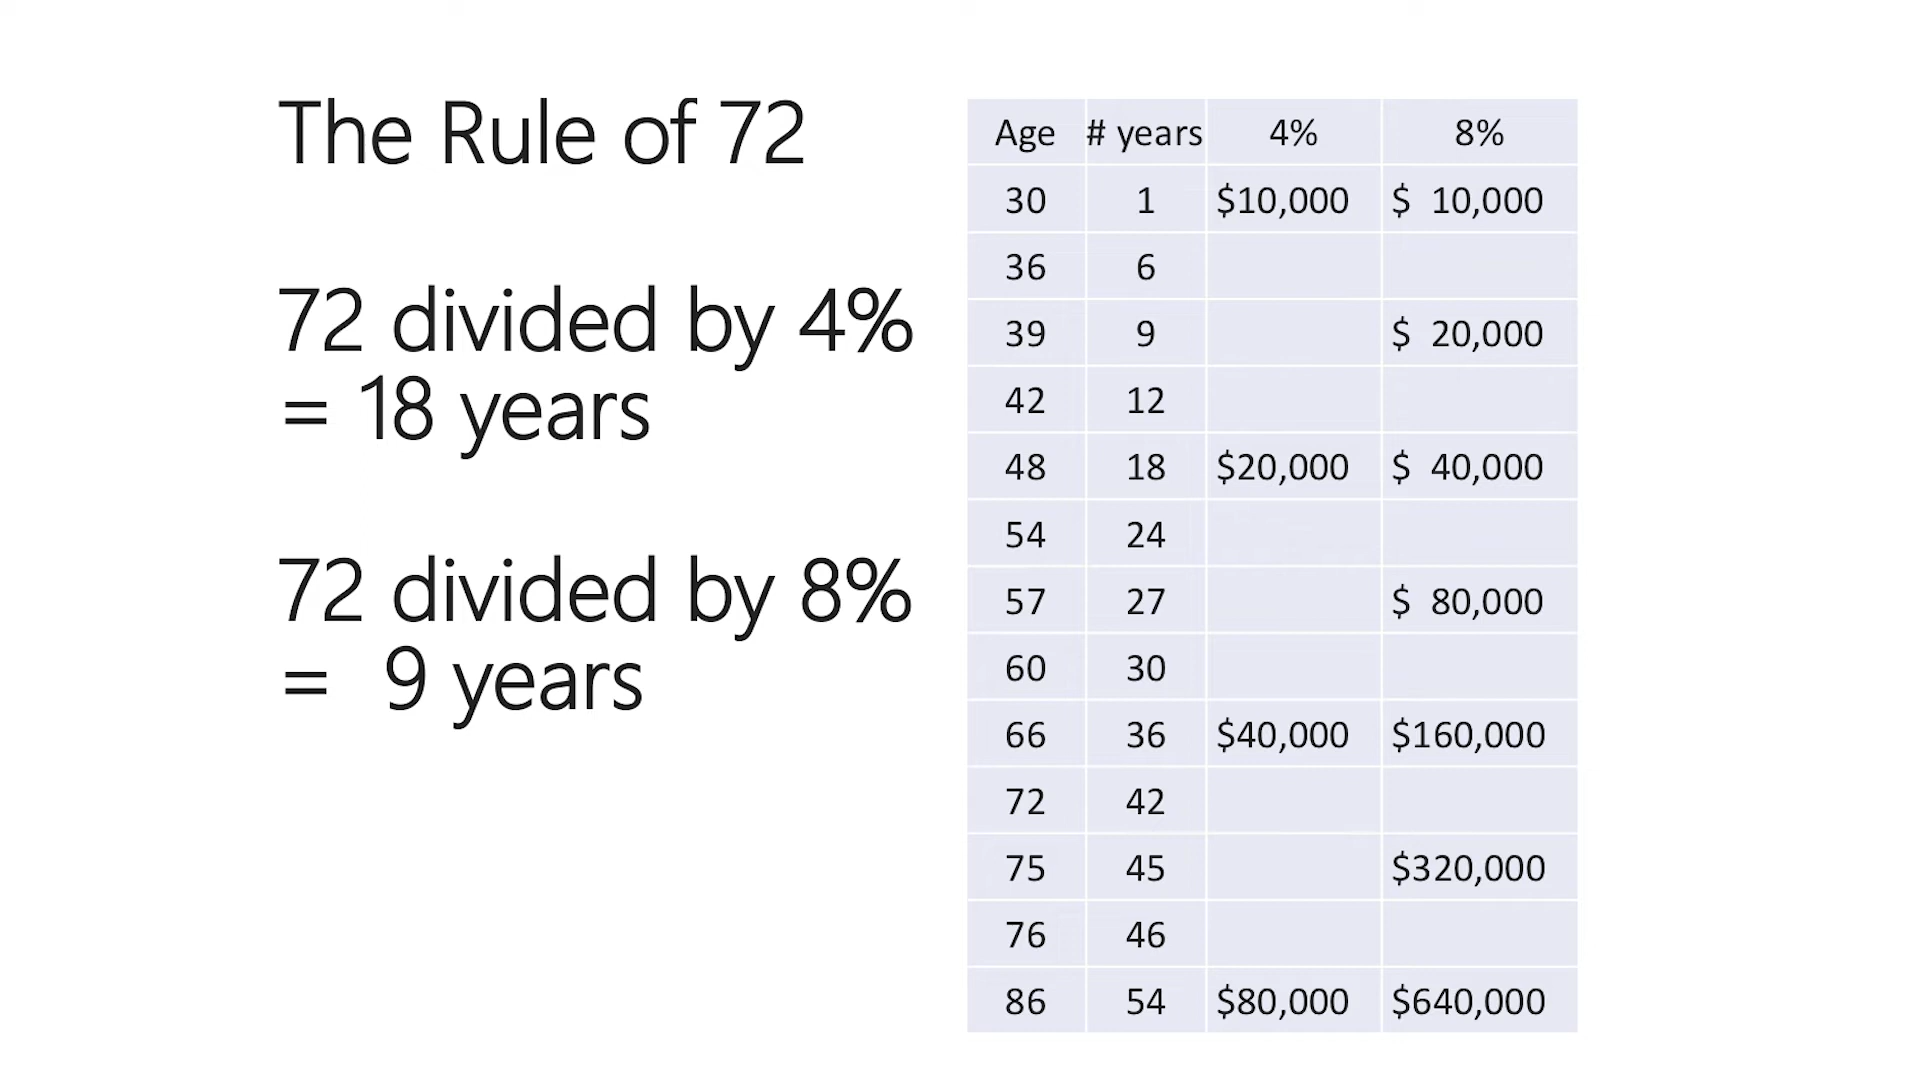 The Rule of 72
72 divided by 4%
= 18 years
72 divided by 8%
= 9 years
Age # years 4% 8%
30 1 $10,000 $ 10,000
36 6
39 9 $ 20,000
42 12
48 18 $20,000 $ 40,000
54 24
57 27 $ 80,000
60 30
66 36 $40,000 $160,000
72 42
75 45 $320,000
76 46
86 54 $80,000 $640,000